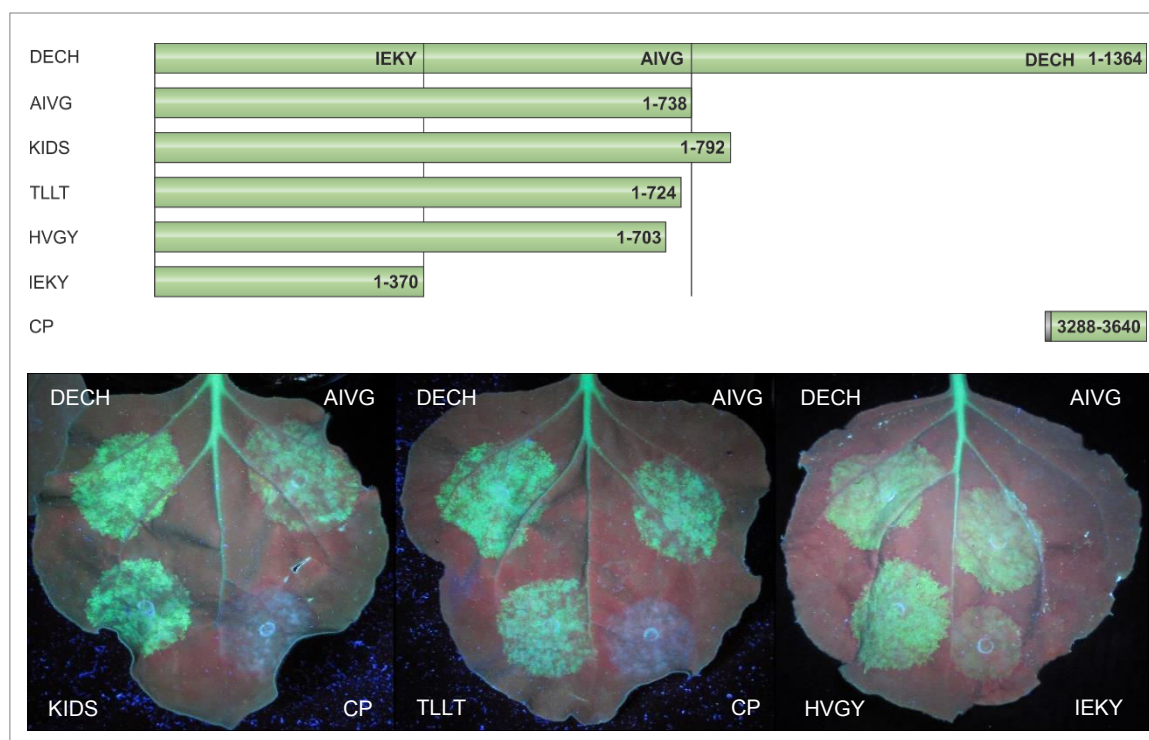 DECH IEKY AIVG DECH 1-1364
AIVG 1-738
KIDS 1-792
TLLT 1-724
HVGY 1-703
IEKY 1-370
CP 3288-3640
DECH AIVG DECH AIVG DECH AIVG
KIDS CP TLLT CP HVGY IEKY